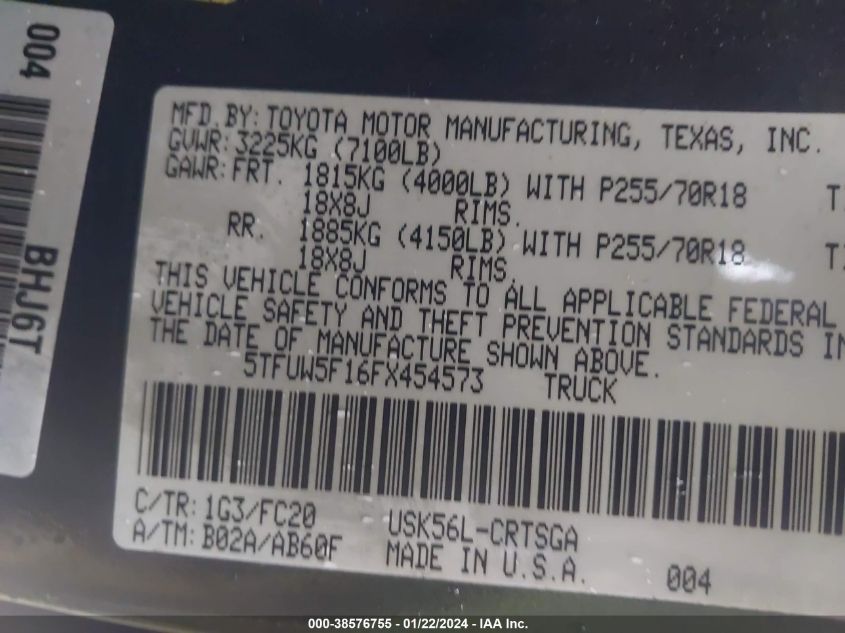 004
BHJ6T
MFD. BY: TOYOTA MOTOR MANUFACTURING, TEXAS, INC.
GVWR: 3225KG (7100LB)
GAWR: FRT. 1815KG (4000LB) WITH P255/70R18
18X8J RIMS.
RR. 1885KG (4150LB) WITH P255/70R18
18X8J RIMS.
THIS VEHICLE CONFORMS TO ALL APPLICABLE FEDERAL
VEHICLE SAFETY AND THEFT PREVENTION STANDARDS IN
THE DATE OF MANUFACTURE SHOWN ABOVE.
5TFUW5F16FX454573 TRUCK
C/TR: 1G3/FC20 USK56L-CRTSGA
A/TM: B02A/AB60F MADE IN U.S.A. 004
000-38576755 — 01/22/2024 - IAA Inc.